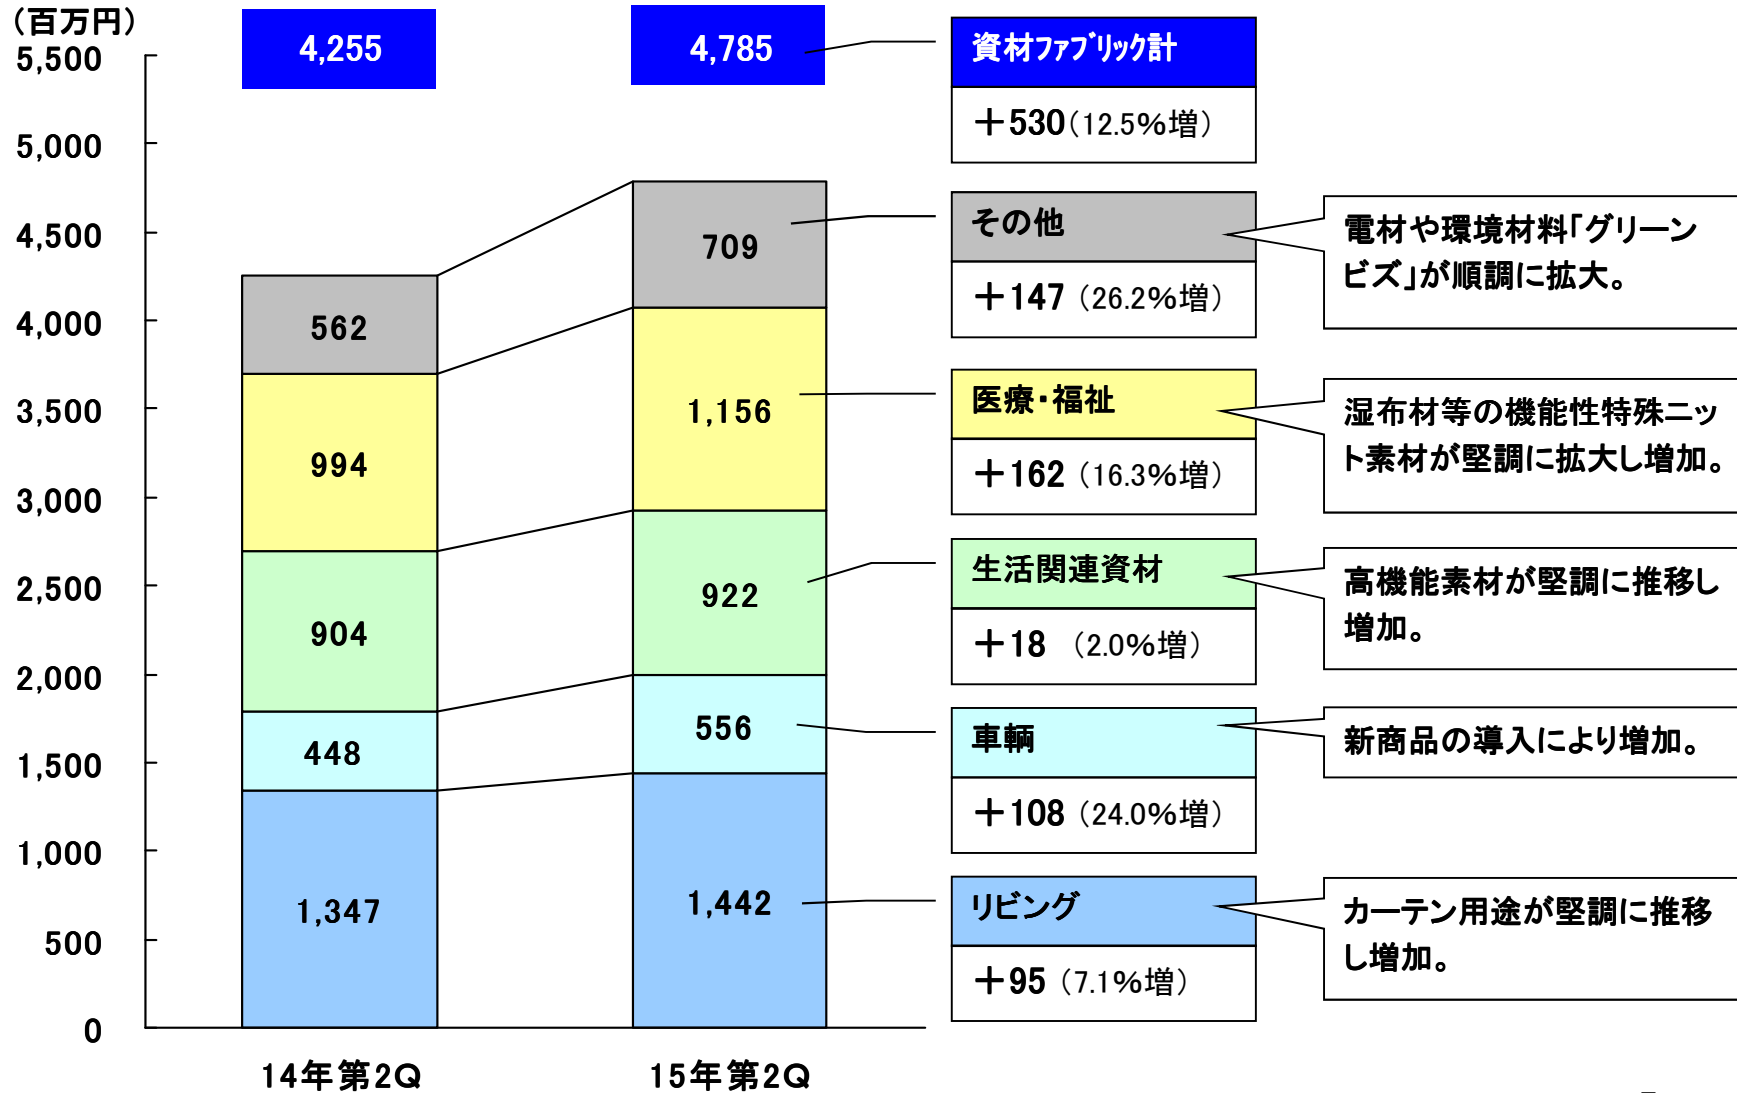 （百万円）
5,500
5,000
4,500
4,000
3,500
3,000
2,500
2,000
1,500
1,000
500
0
4,255
562
994
904
448
1,347
14年第2Q
4,785
709
1,156
922
556
1,442
15年第2Q
資材ファブリック計
＋530（12.5%増）
その他
＋147（26.2%増）
電材や環境材料「グリーン
ビズ」が順調に拡大。
医療・福祉
＋162（16.3%増）
湿布材等の機能性特殊ニッ
ト素材が堅調に拡大し増加。
生活関連資材
＋18（2.0%増）
高機能素材が堅調に推移し
増加。
車輌
＋108（24.0%増）
新商品の導入により増加。
リビング
＋95（7.1%増）
カーテン用途が堅調に推移
し増加。